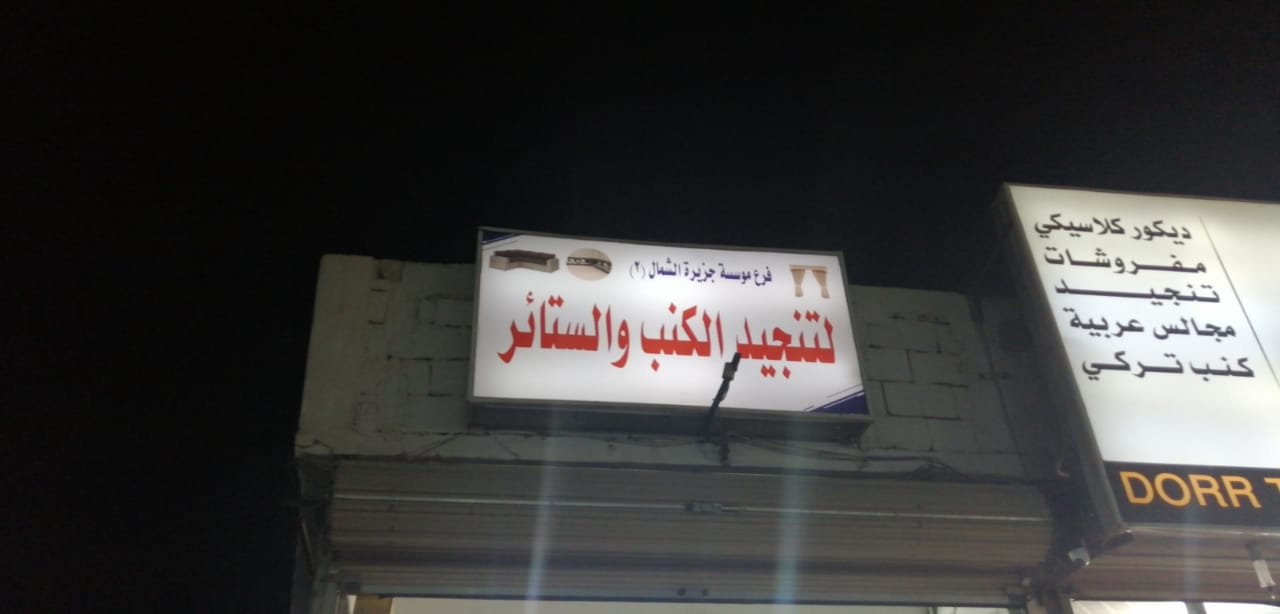 فرع موسسة جزيرة الشمال (٢)
لتنجيد الكنب والستائر
ديكور كلاسيكي
مفروشات
تنجيد
مجالس عربية
كنب تركي
DORR